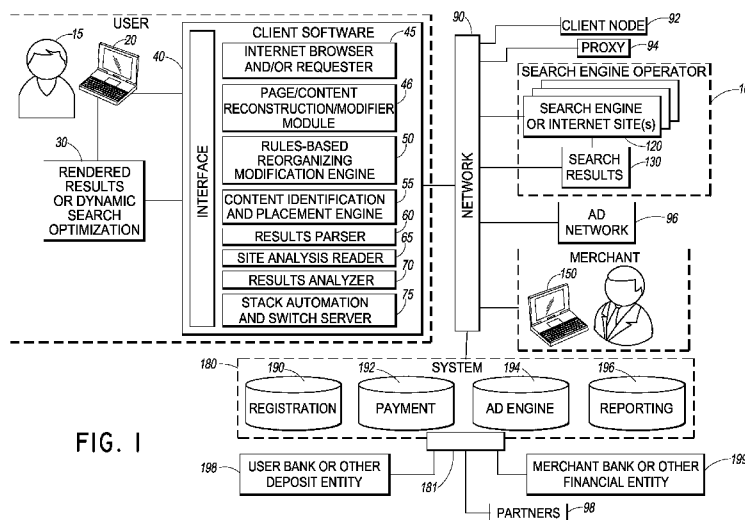 USER
15
20
40
30
RENDERED
RESULTS
OR DYNAMIC
SEARCH
OPTIMIZATION
CLIENT SOFTWARE
INTERFACE
45
INTERNET BROWSER
AND/OR REQUESTER
46
PAGE/CONTENT
RECONSTRUCTION/MODIFIER
MODULE
50
RULES-BASED
REORGANIZING
MODIFICATION ENGINE
55
CONTENT IDENTIFICATION
AND PLACEMENT ENGINE
60
RESULTS PARSER
65
SITE ANALYSIS READER
70
RESULTS ANALYZER
75
STACK AUTOMATION
AND SWITCH SERVER
90
NETWORK
CLIENT NODE
92
PROXY
94
SEARCH ENGINE OPERATOR
SEARCH ENGINE
OR INTERNET SITE(s)
120
SEARCH
RESULTS
130
AD
NETWORK
96
MERCHANT
150
180
SYSTEM
190
REGISTRATION
192
PAYMENT
194
AD ENGINE
196
REPORTING
FIG. 1
198
USER BANK OR OTHER
DEPOSIT ENTITY
181
MERCHANT BANK OR OTHER
FINANCIAL ENTITY
199
PARTNERS
98